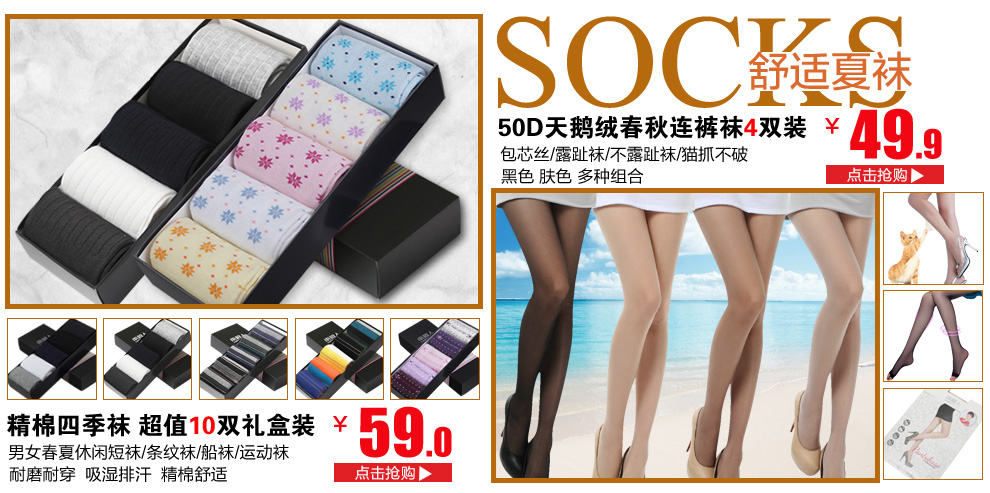 SOCKS
舒适夏袜
50D天鹅绒春秋连裤袜4双装 ¥49.9
包芯丝/露趾袜/不露趾袜/猫抓不破
黑色 肤色 多种组合
点击抢购▶
精棉四季袜 超值10双礼盒装 ¥59.0
男女春夏休闲短袜/条纹袜/船袜/运动袜
耐磨耐穿 吸湿排汗 精棉舒适
点击抢购▶